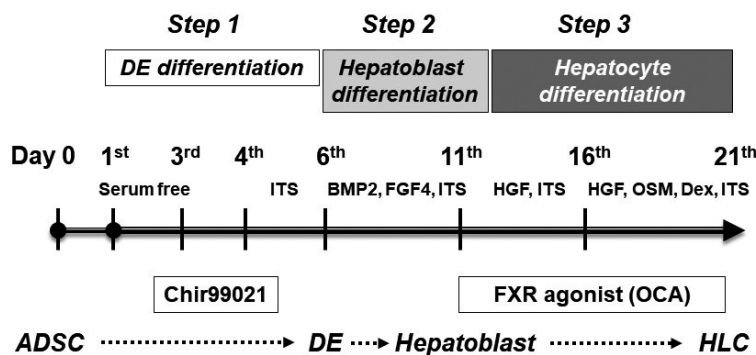 Step 1 Step 2 Step 3
DE differentiation Hepatoblast differentiation Hepatocyte differentiation
Day 0 1st 3rd 4th 6th 11th 16th 21th
Serum free ITS BMP2, FGF4, ITS HGF, ITS HGF, OSM, Dex, ITS
Chir99021 FXR agonist (OCA)
ADSC DE Hepatoblast HLC